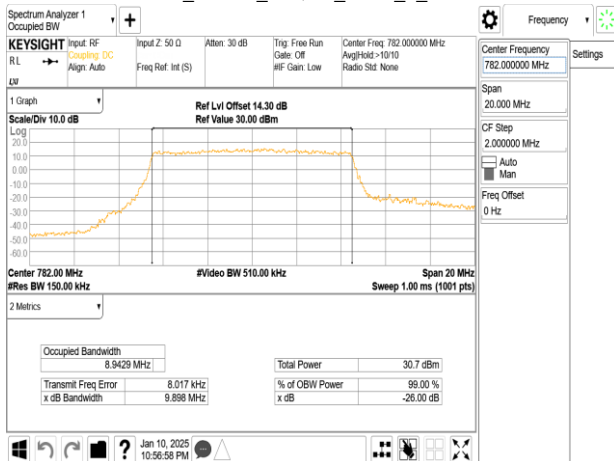 Spectrum Analyzer 1
Occupied BW
Frequency
KEYSIGHT
Input: RF
Coupling: DC
Align: Auto
Input Z: 50 Ω
Freq Ref: Int (S)
Atten: 30 dB
Trig: Free Run
Gate: Off
#IF Gain: Low
Center Freq: 782.000000 MHz
Avg|Hold:>10/10
Radio Std: None
RL
LXI
Center Frequency
782.000000 MHz
Settings
Span
20.000 MHz
CF Step
2.000000 MHz
Auto
Man
Freq Offset
0 Hz
1 Graph
Scale/Div 10.0 dB
Ref Lvl Offset 14.30 dB
Ref Value 30.00 dBm
Log
20.0
10.0
0.00
-10.0
-20.0
-30.0
-40.0
-50.0
-60.0
Center 782.00 MHz
#Video BW 510.00 kHz
Span 20 MHz
#Res BW 150.00 kHz
Sweep 1.00 ms (1001 pts)
2 Metrics
Occupied Bandwidth
8.9429 MHz
Total Power 30.7 dBm
Transmit Freq Error 8.017 kHz
% of OBW Power 99.00 %
x dB Bandwidth 9.898 MHz
x dB -26.00 dB
?
Jan 10, 2025
10:56:58 PM